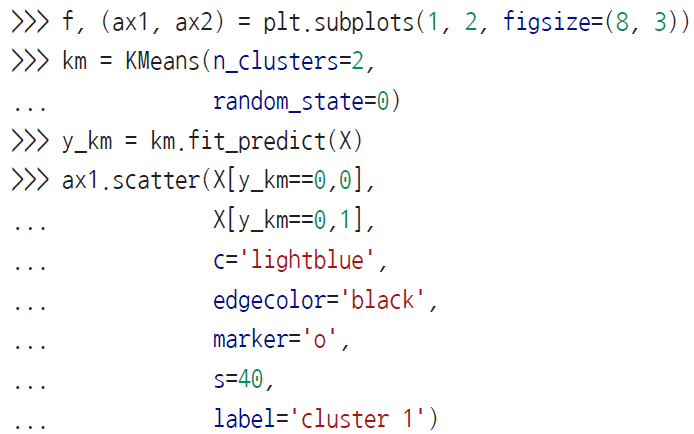 >>> f, (ax1, ax2) = plt.subplots(1, 2, figsize=(8, 3))
>>> km = KMeans(n_clusters=2,
...             random_state=0)
>>> y_km = km.fit_predict(X)
>>> ax1.scatter(X[y_km==0,0],
...             X[y_km==0,1],
...             c='lightblue',
...             edgecolor='black',
...             marker='o',
...             s=40,
...             label='cluster 1')